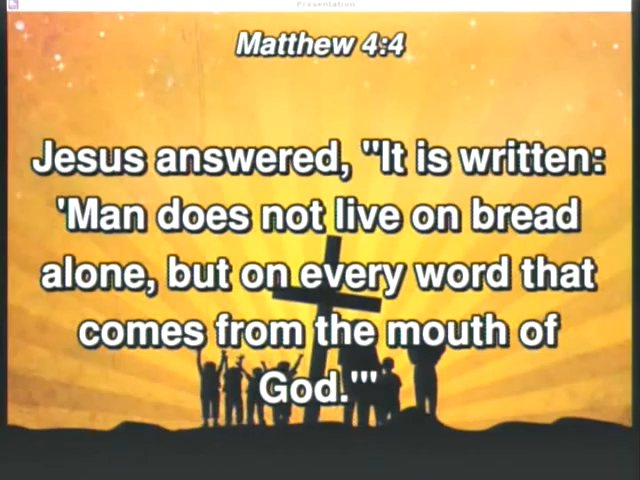 Presentation
Matthew 4:4
Jesus answered, "It is written:
'Man does not live on bread
alone, but on every word that
comes from the mouth of
God.'"